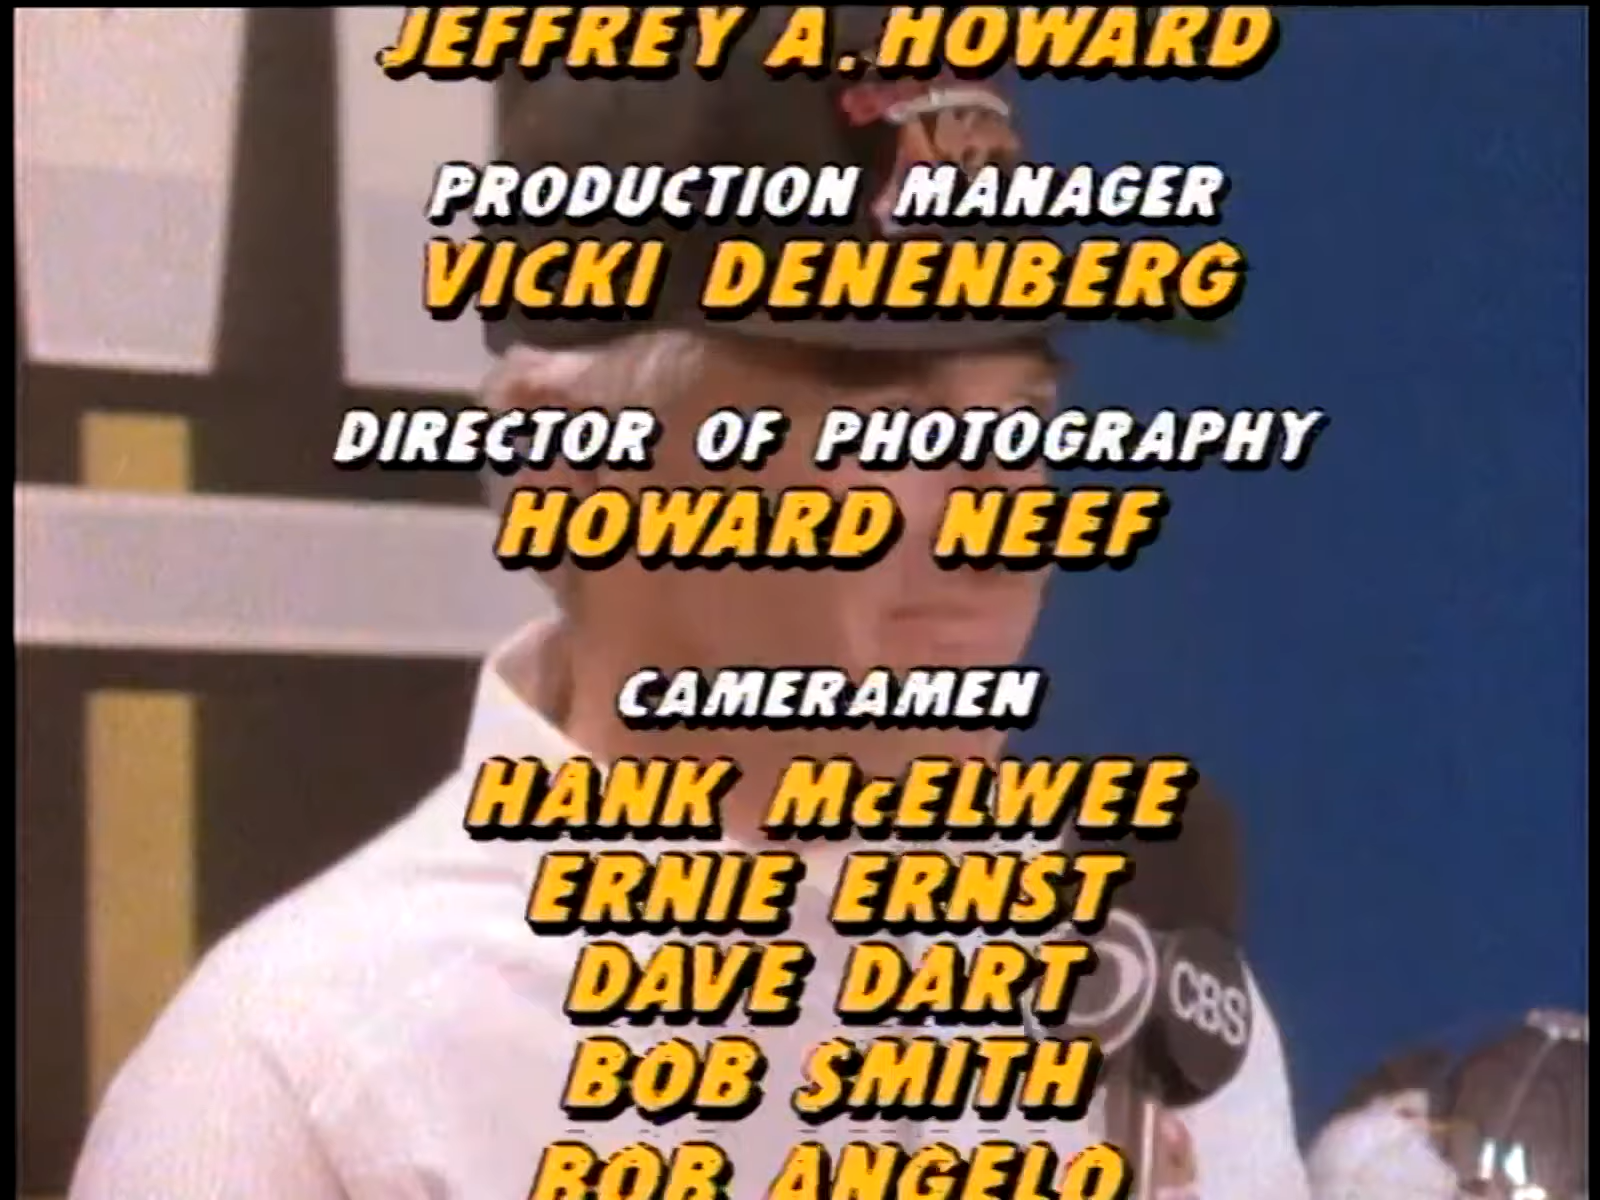 JEFFREY A. HOWARD
PRODUCTION MANAGER
VICKI DENENBERG
DIRECTOR OF PHOTOGRAPHY
HOWARD NEEF
CAMERAMEN
HANK McELWEE
ERNIE ERNST
DAVE DART
CBS
BOB SMITH
BOB ANGELO